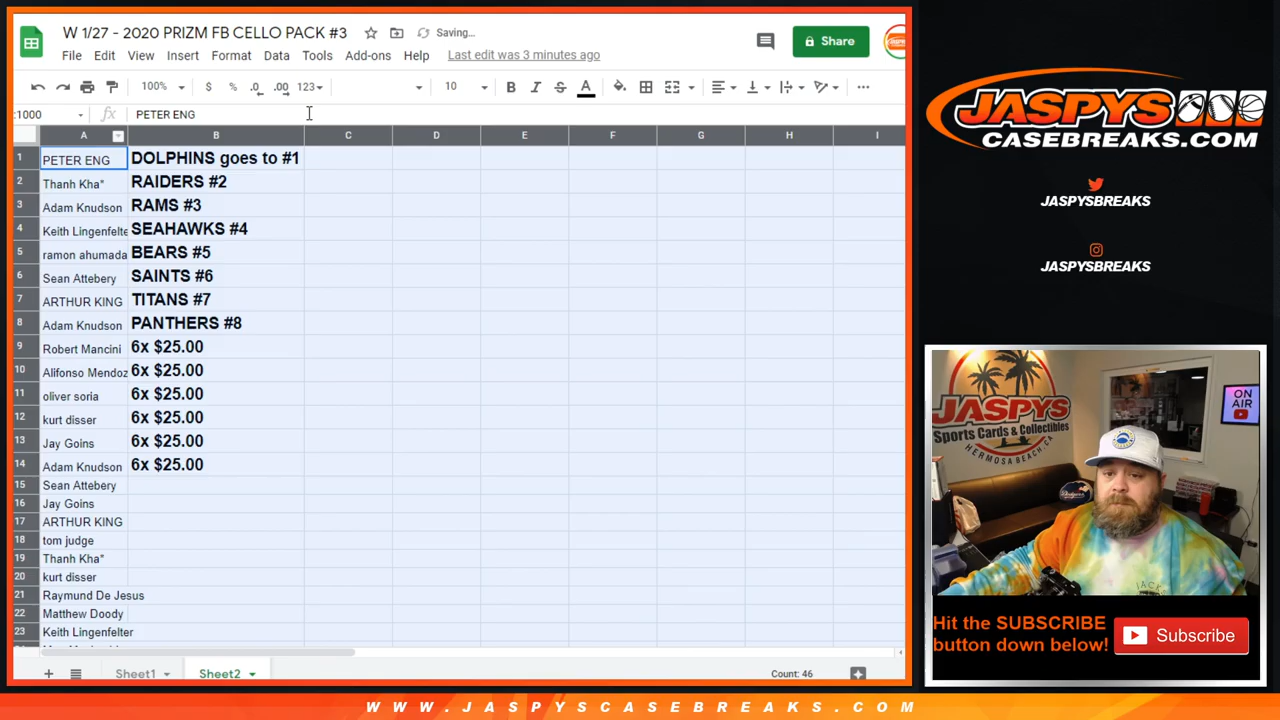 W 1/27 - 2020 PRIZM FB CELLO PACK #3
Saving...
File Edit View Insert Format Data Tools Add-ons Help Last edit was 3 minutes ago
Share
100% $ % .0 .00 123 10 B I S A
:1000 fx PETER ENG
A B C D E F G H I
1 PETER ENG DOLPHINS goes to #1
2 Thanh Kha" RAIDERS #2
3 Adam Knudson RAMS #3
4 Keith Lingenfelte SEAHAWKS #4
5 ramon ahumada BEARS #5
6 Sean Attebery SAINTS #6
7 ARTHUR KING TITANS #7
8 Adam Knudson PANTHERS #8
9 Robert Mancini 6x $25.00
10 Alifonso Mendoz 6x $25.00
11 oliver soria 6x $25.00
12 kurt disser 6x $25.00
13 Jay Goins 6x $25.00
14 Adam Knudson 6x $25.00
15 Sean Attebery
16 Jay Goins
17 ARTHUR KING
18 tom judge
19 Thanh Kha"
20 kurt disser
21 Raymund De Jesus
22 Matthew Doody
23 Keith Lingenfelter
Sheet1 Sheet2 Count: 46
JASPYS
CASEBREAKS.COM
JASPYSBREAKS
JASPYSBREAKS
JASPYS
Sports Cards & Collectibles
HERMOSA BEACH, CA
ON
AIR
Dodgers
Hit the SUBSCRIBE
button down below!
Subscribe
WWW.JASPYSCASEBREAKS.COM